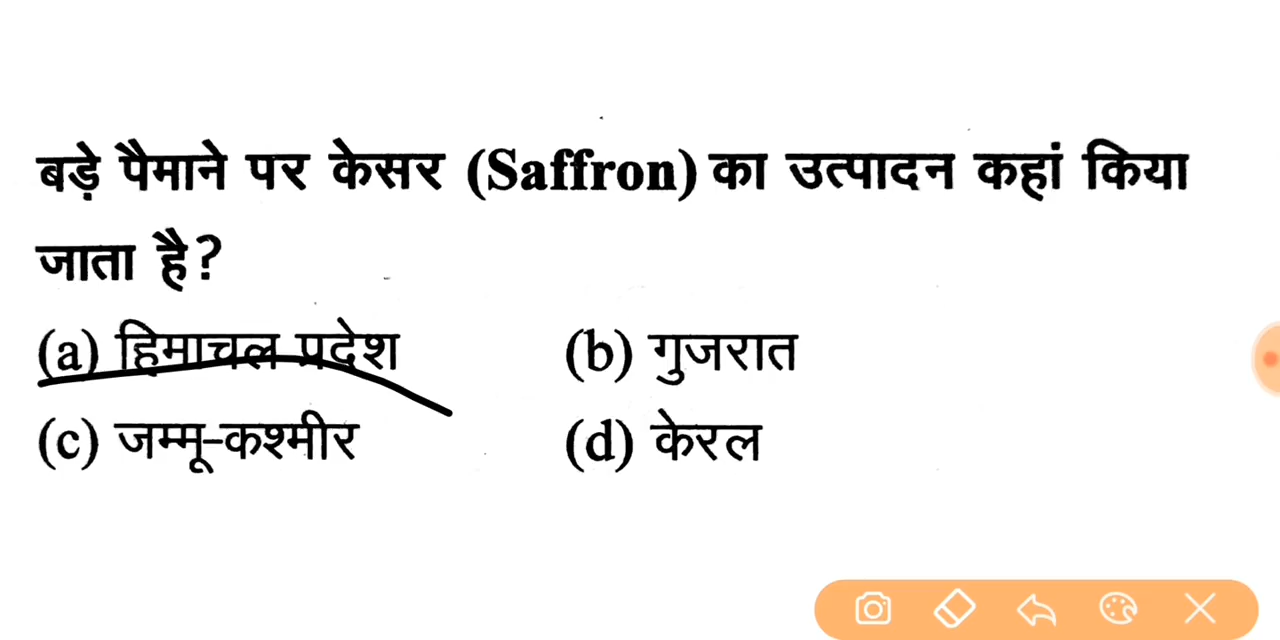 बड़े पैमाने पर केसर (Saffron) का उत्पादन कहां किया
जाता है?
(a) हिमाचल प्रदेश (b) गुजरात
(c) जम्मू-कश्मीर (d) केरल